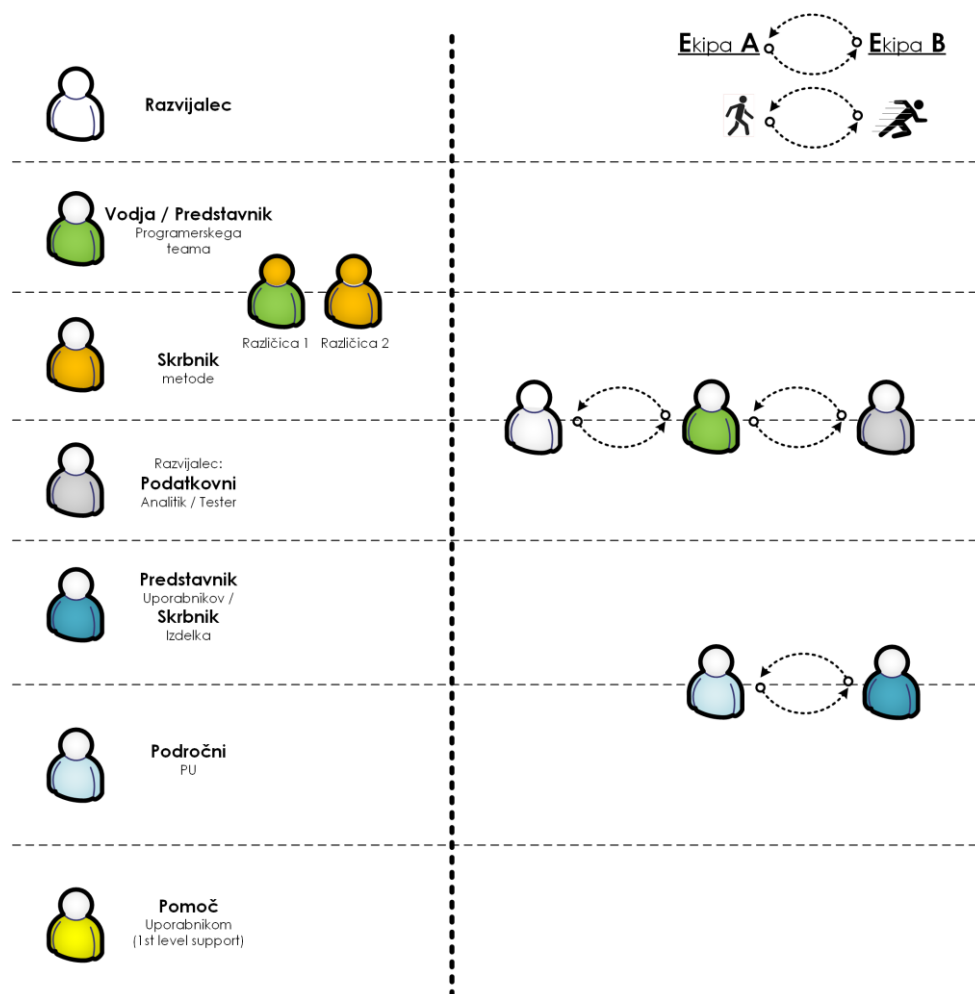 Ekipa A
Ekipa B
Razvijalec
Vodja / Predstavnik
Programerskega
teama
Različica 1
Različica 2
Skrbnik
metode
Razvijalec:
Podatkovni
Analitik / Tester
Predstavnik
Uporabnikov /
Skrbnik
Izdelka
Področni
PU
Pomoč
Uporabnikom
(1st level support)